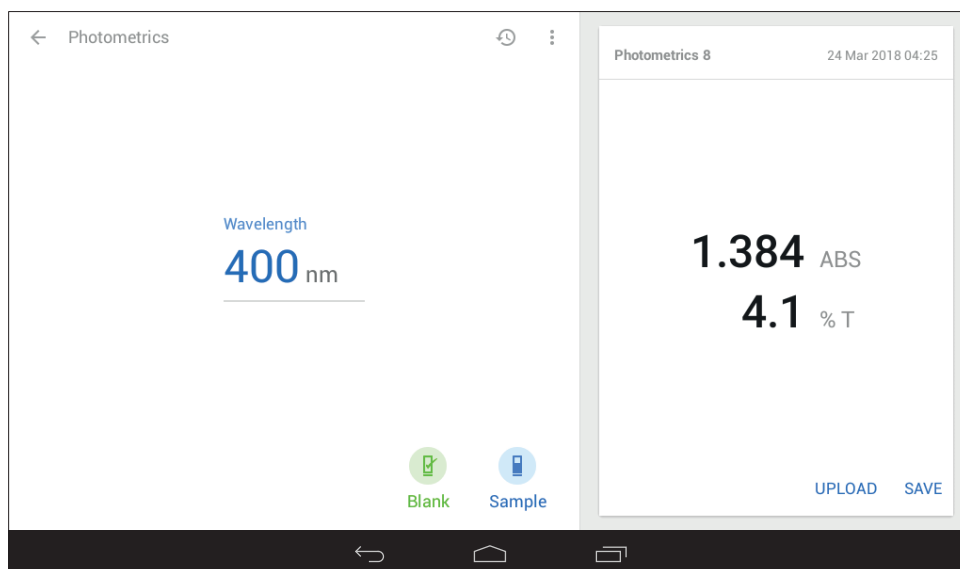 Photometrics
Wavelength
400 nm
Blank
Sample
Photometrics 8
24 Mar 2018 04:25
1.384 ABS
4.1 % T
UPLOAD
SAVE